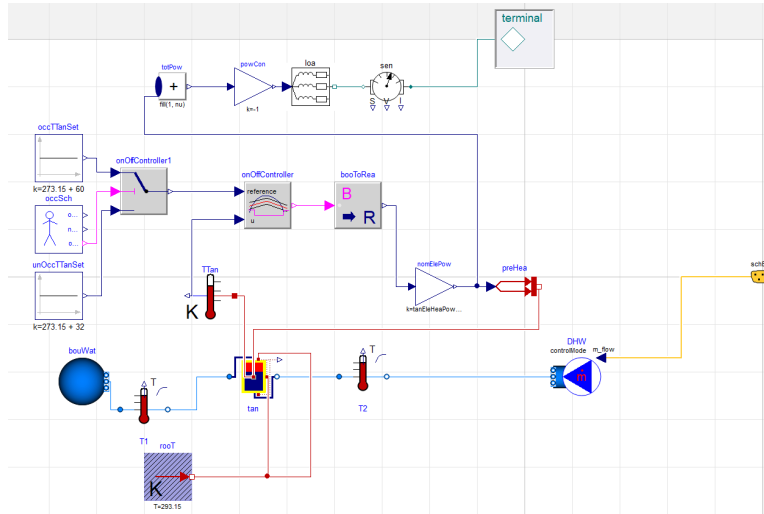 terminal
totPow
+
fill(1, nu)
powCon
k=-1
loa
sen
S V I
occTTanSet
k=273.15 + 60
onOffController1
occSch
o...
n...
o...
unOccTTanSet
k=273.15 + 32
onOffController
reference
u
booToRea
B
R
TTan
K
nomElePow
k=tanEleHeaPow...
preHea
bouWat
T
T1
tan
T
T2
DHW
controlMode
m_flow
ṁ
rooT
K
T=293.15